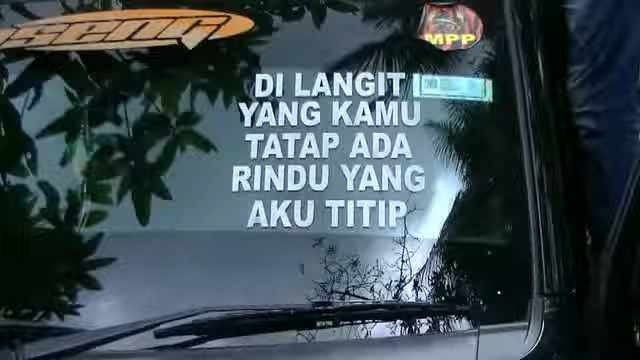 MPP
DI LANGIT
YANG KAMU
TATAP ADA
RINDU YANG
AKU TITIP